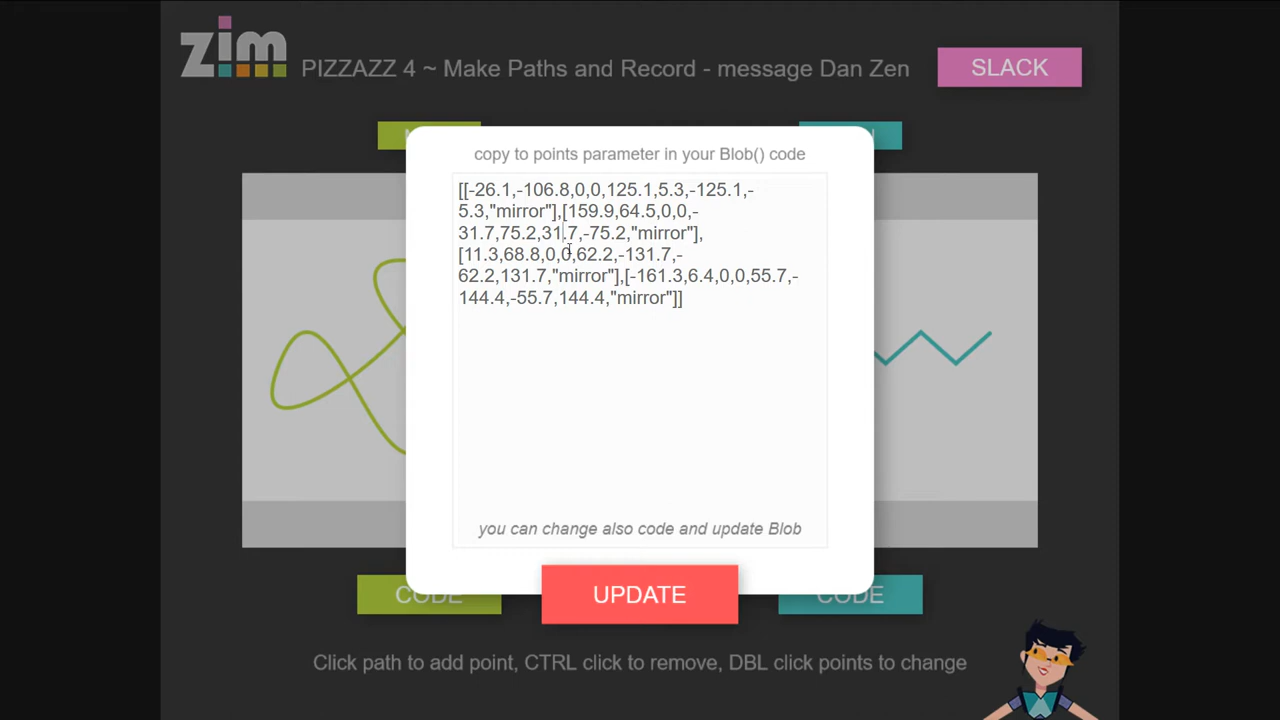 zim
PIZZAZZ 4 ~ Make Paths and Record - message Dan Zen
SLACK
copy to points parameter in your Blob() code
[[-26.1,-106.8,0,0,125.1,5.3,-125.1,-
5.3,"mirror"],[159.9,64.5,0,0,-
31.7,75.2,31.7,-75.2,"mirror"],
[11.3,68.8,0,0,62.2,-131.7,-
62.2,131.7,"mirror"],[-161.3,6.4,0,0,55.7,-
144.4,-55.7,144.4,"mirror"]]
you can change also code and update Blob
CODE
UPDATE
CODE
Click path to add point, CTRL click to remove, DBL click points to change